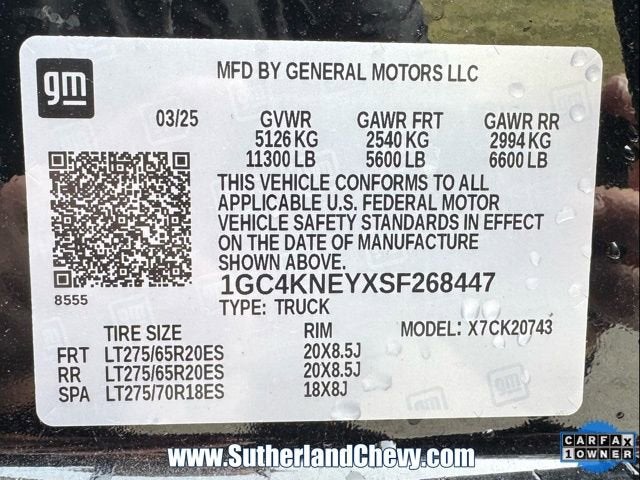 gm
MFD BY GENERAL MOTORS LLC
03/25 GVWR GAWR FRT GAWR RR
5126 KG 2540 KG 2994 KG
11300 LB 5600 LB 6600 LB
THIS VEHICLE CONFORMS TO ALL
APPLICABLE U.S. FEDERAL MOTOR
VEHICLE SAFETY STANDARDS IN EFFECT
ON THE DATE OF MANUFACTURE
SHOWN ABOVE.
8555
1GC4KNEYXSF268447
TYPE: TRUCK
TIRE SIZE RIM MODEL: X7CK20743
FRT LT275/65R20ES 20X8.5J
RR LT275/65R20ES 20X8.5J
SPA LT275/70R18ES 18X8J
www.SutherlandChevy.com
CARFAX
1 OWNER